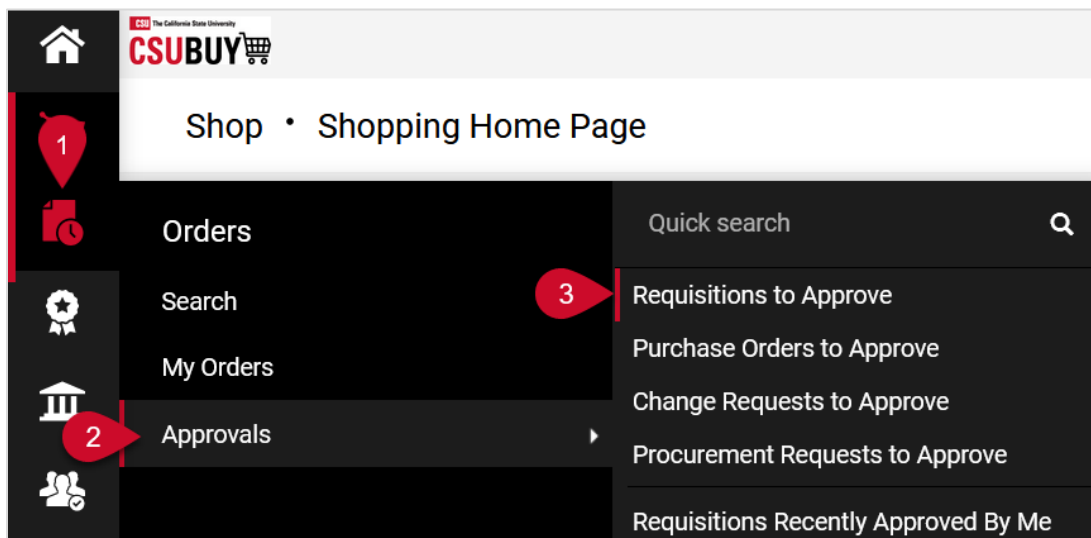 CSU The California State University
CSUBUY
Shop • Shopping Home Page
1
Orders
Quick search
Search
3
Requisitions to Approve
My Orders
Purchase Orders to Approve
Change Requests to Approve
2
Approvals
Procurement Requests to Approve
Requisitions Recently Approved By Me